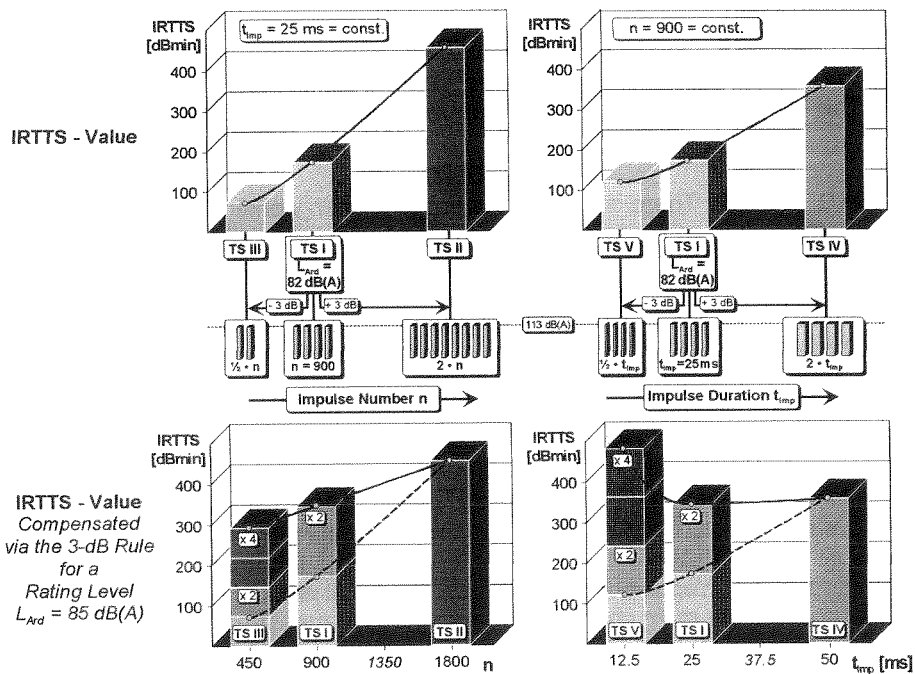 IRTTS
[dBmin]
t_imp = 25 ms = const.
400
300
200
100
IRTTS
[dBmin]
n = 900 = const.
400
300
200
100
IRTTS - Value
TS III
TS I
TS II
L_Ard =
82 dB(A)
- 3 dB
+ 3 dB
½ • n
n = 900
2 • n
113 dB(A)
TS V
TS I
TS IV
L_Ard =
82 dB(A)
- 3 dB
+ 3 dB
½ • t_imp
t_imp=25ms
2 • t_imp
Impulse Number n
Impulse Duration t_imp
IRTTS
[dBmin]
400
300
200
100
x 4
x 2
x 2
TS III
TS I
TS II
450
900
1350
1800
n
IRTTS
[dBmin]
400
300
200
100
x 4
x 2
x 2
TS V
TS I
TS IV
12.5
25
37.5
50
t_imp [ms]
IRTTS - Value
Compensated
via the 3-dB Rule
for a
Rating Level
L_Ard = 85 dB(A)